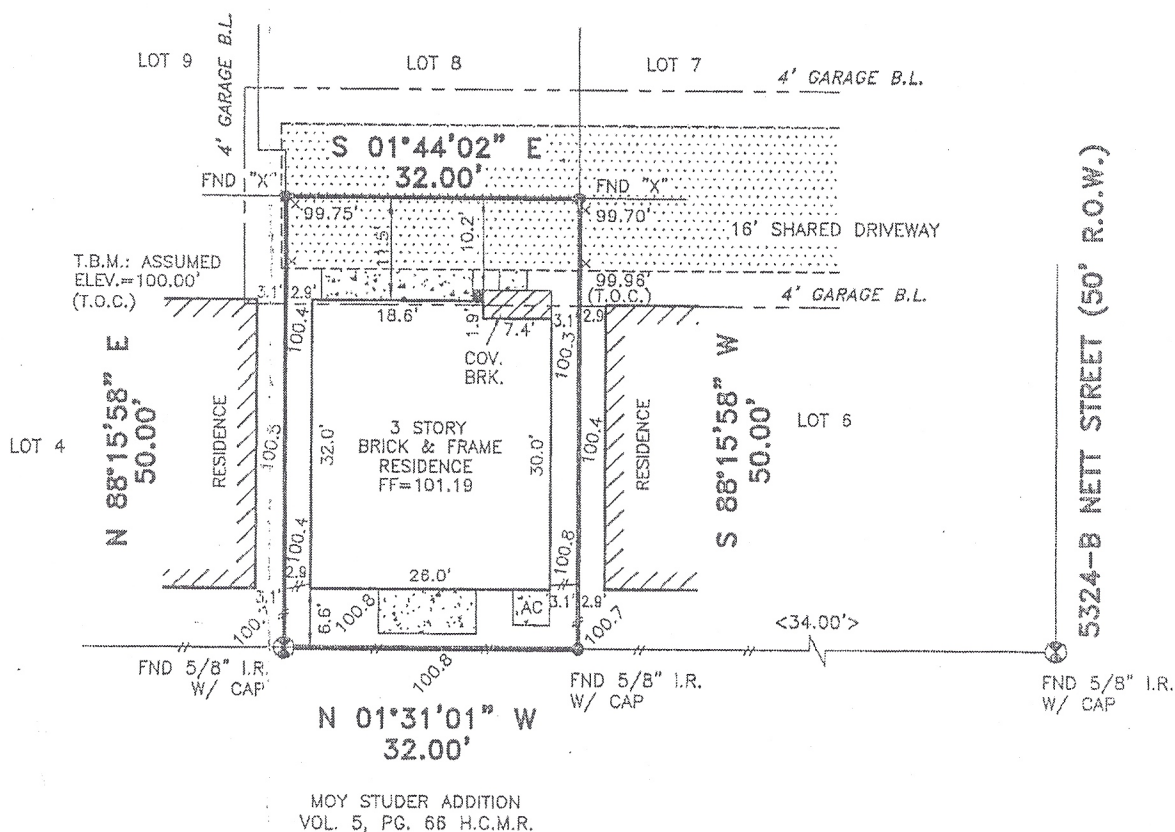 LOT 9
4' GARAGE B.L.
LOT 8
LOT 7
4' GARAGE B.L.
S 01°44'02" E
32.00'
FND "X"
FND "X"
99.75'
99.70'
11.5'
10.2'
16' SHARED DRIVEWAY
T.B.M.: ASSUMED
ELEV.=100.00'
(T.O.C.)
99.96
(T.O.C.)
4' GARAGE B.L.
3.1'
2.9'
18.6'
1.9'
7.4'
3.1'
2.9'
100.4
100.3
COV.
BRK.
LOT 4
N 88°15'58" E
50.00'
RESIDENCE
32.0'
3 STORY
BRICK & FRAME
RESIDENCE
FF=101.19
30.0'
100.4
RESIDENCE
S 88°15'58" W
50.00'
LOT 6
5324-B NETT STREET (50' R.O.W.)
100.4
100.8
2.9'
26.0'
3.1'
6.6'
100.8
AC
3.1'
2.9'
100.7
<34.00'>
100.8
FND 5/8" I.R.
W/ CAP
FND 5/8" I.R.
W/ CAP
FND 5/8" I.R.
W/ CAP
N 01°31'01" W
32.00'
MOY STUDER ADDITION
VOL. 5, PG. 66 H.C.M.R.